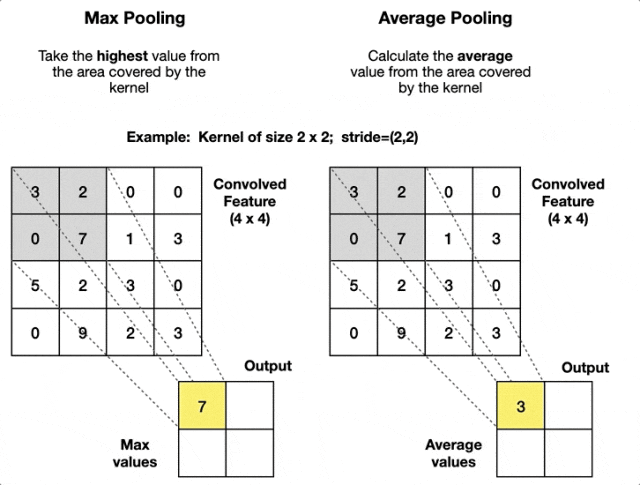 Max Pooling
Take the highest value from
the area covered by the
kernel
Average Pooling
Calculate the average
value from the area covered
by the kernel
Example: Kernel of size 2 x 2; stride=(2,2)
3 2 0 0
0 7 1 3
5 2 3 0
0 9 2 3
Convolved
Feature
(4 x 4)
Output
7
Max
values
3 2 0 0
0 7 1 3
5 2 3 0
0 9 2 3
Convolved
Feature
(4 x 4)
Output
3
Average
values